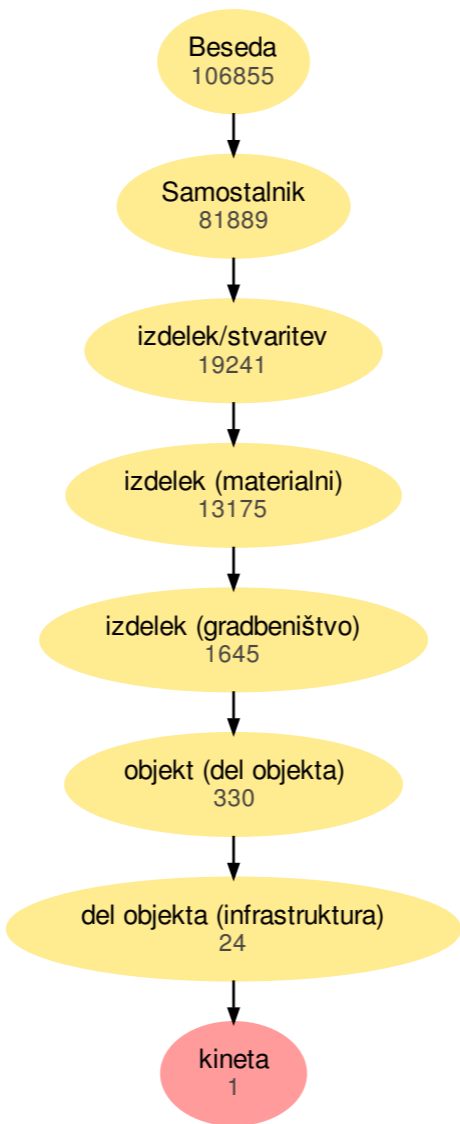 Beseda
106855
Samostalnik
81889
izdelek/stvaritev
19241
izdelek (materialni)
13175
izdelek (gradbeništvo)
1645
objekt (del objekta)
330
del objekta (infrastruktura)
24
kineta
1